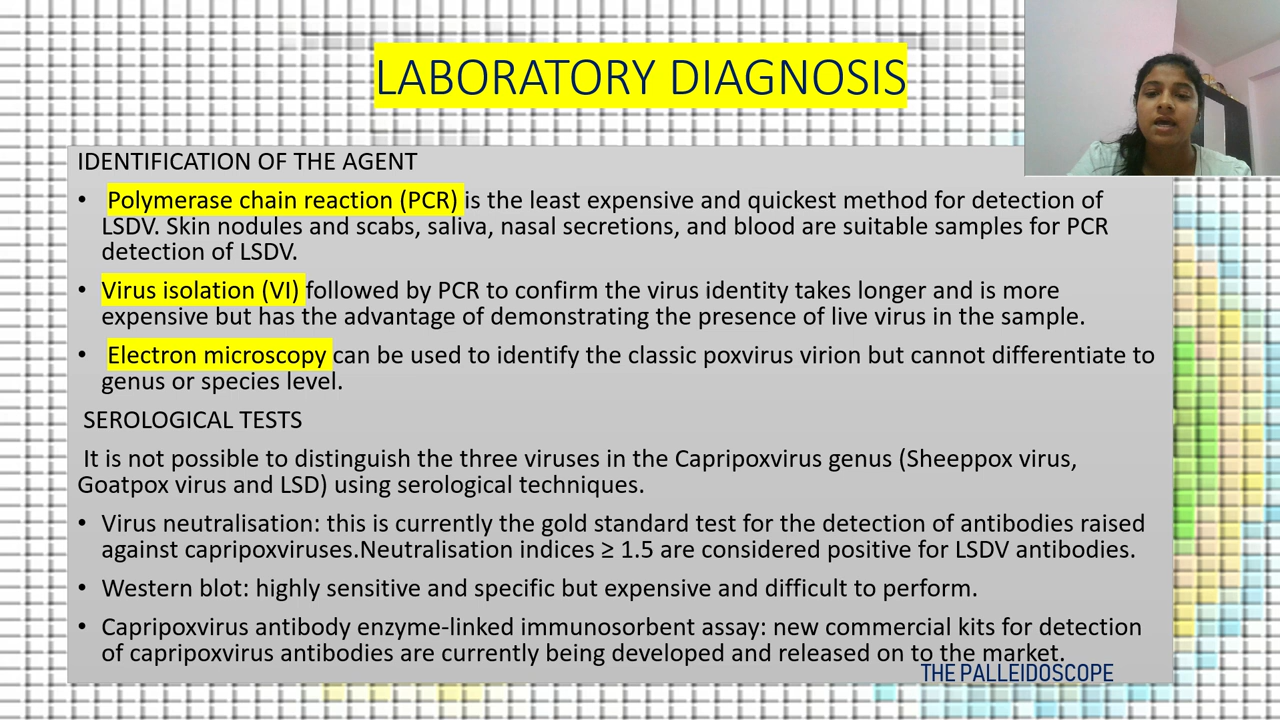 LABORATORY DIAGNOSIS
IDENTIFICATION OF THE AGENT
• Polymerase chain reaction (PCR) is the least expensive and quickest method for detection of
LSDV. Skin nodules and scabs, saliva, nasal secretions, and blood are suitable samples for PCR
detection of LSDV.
• Virus isolation (VI) followed by PCR to confirm the virus identity takes longer and is more
expensive but has the advantage of demonstrating the presence of live virus in the sample.
• Electron microscopy can be used to identify the classic poxvirus virion but cannot differentiate to
genus or species level.
SEROLOGICAL TESTS
It is not possible to distinguish the three viruses in the Capripoxvirus genus (Sheeppox virus,
Goatpox virus and LSD) using serological techniques.
• Virus neutralisation: this is currently the gold standard test for the detection of antibodies raised
against capripoxviruses.Neutralisation indices ≥ 1.5 are considered positive for LSDV antibodies.
• Western blot: highly sensitive and specific but expensive and difficult to perform.
• Capripoxvirus antibody enzyme-linked immunosorbent assay: new commercial kits for detection
of capripoxvirus antibodies are currently being developed and released on to the market.
THE PALLEIDOSCOPE